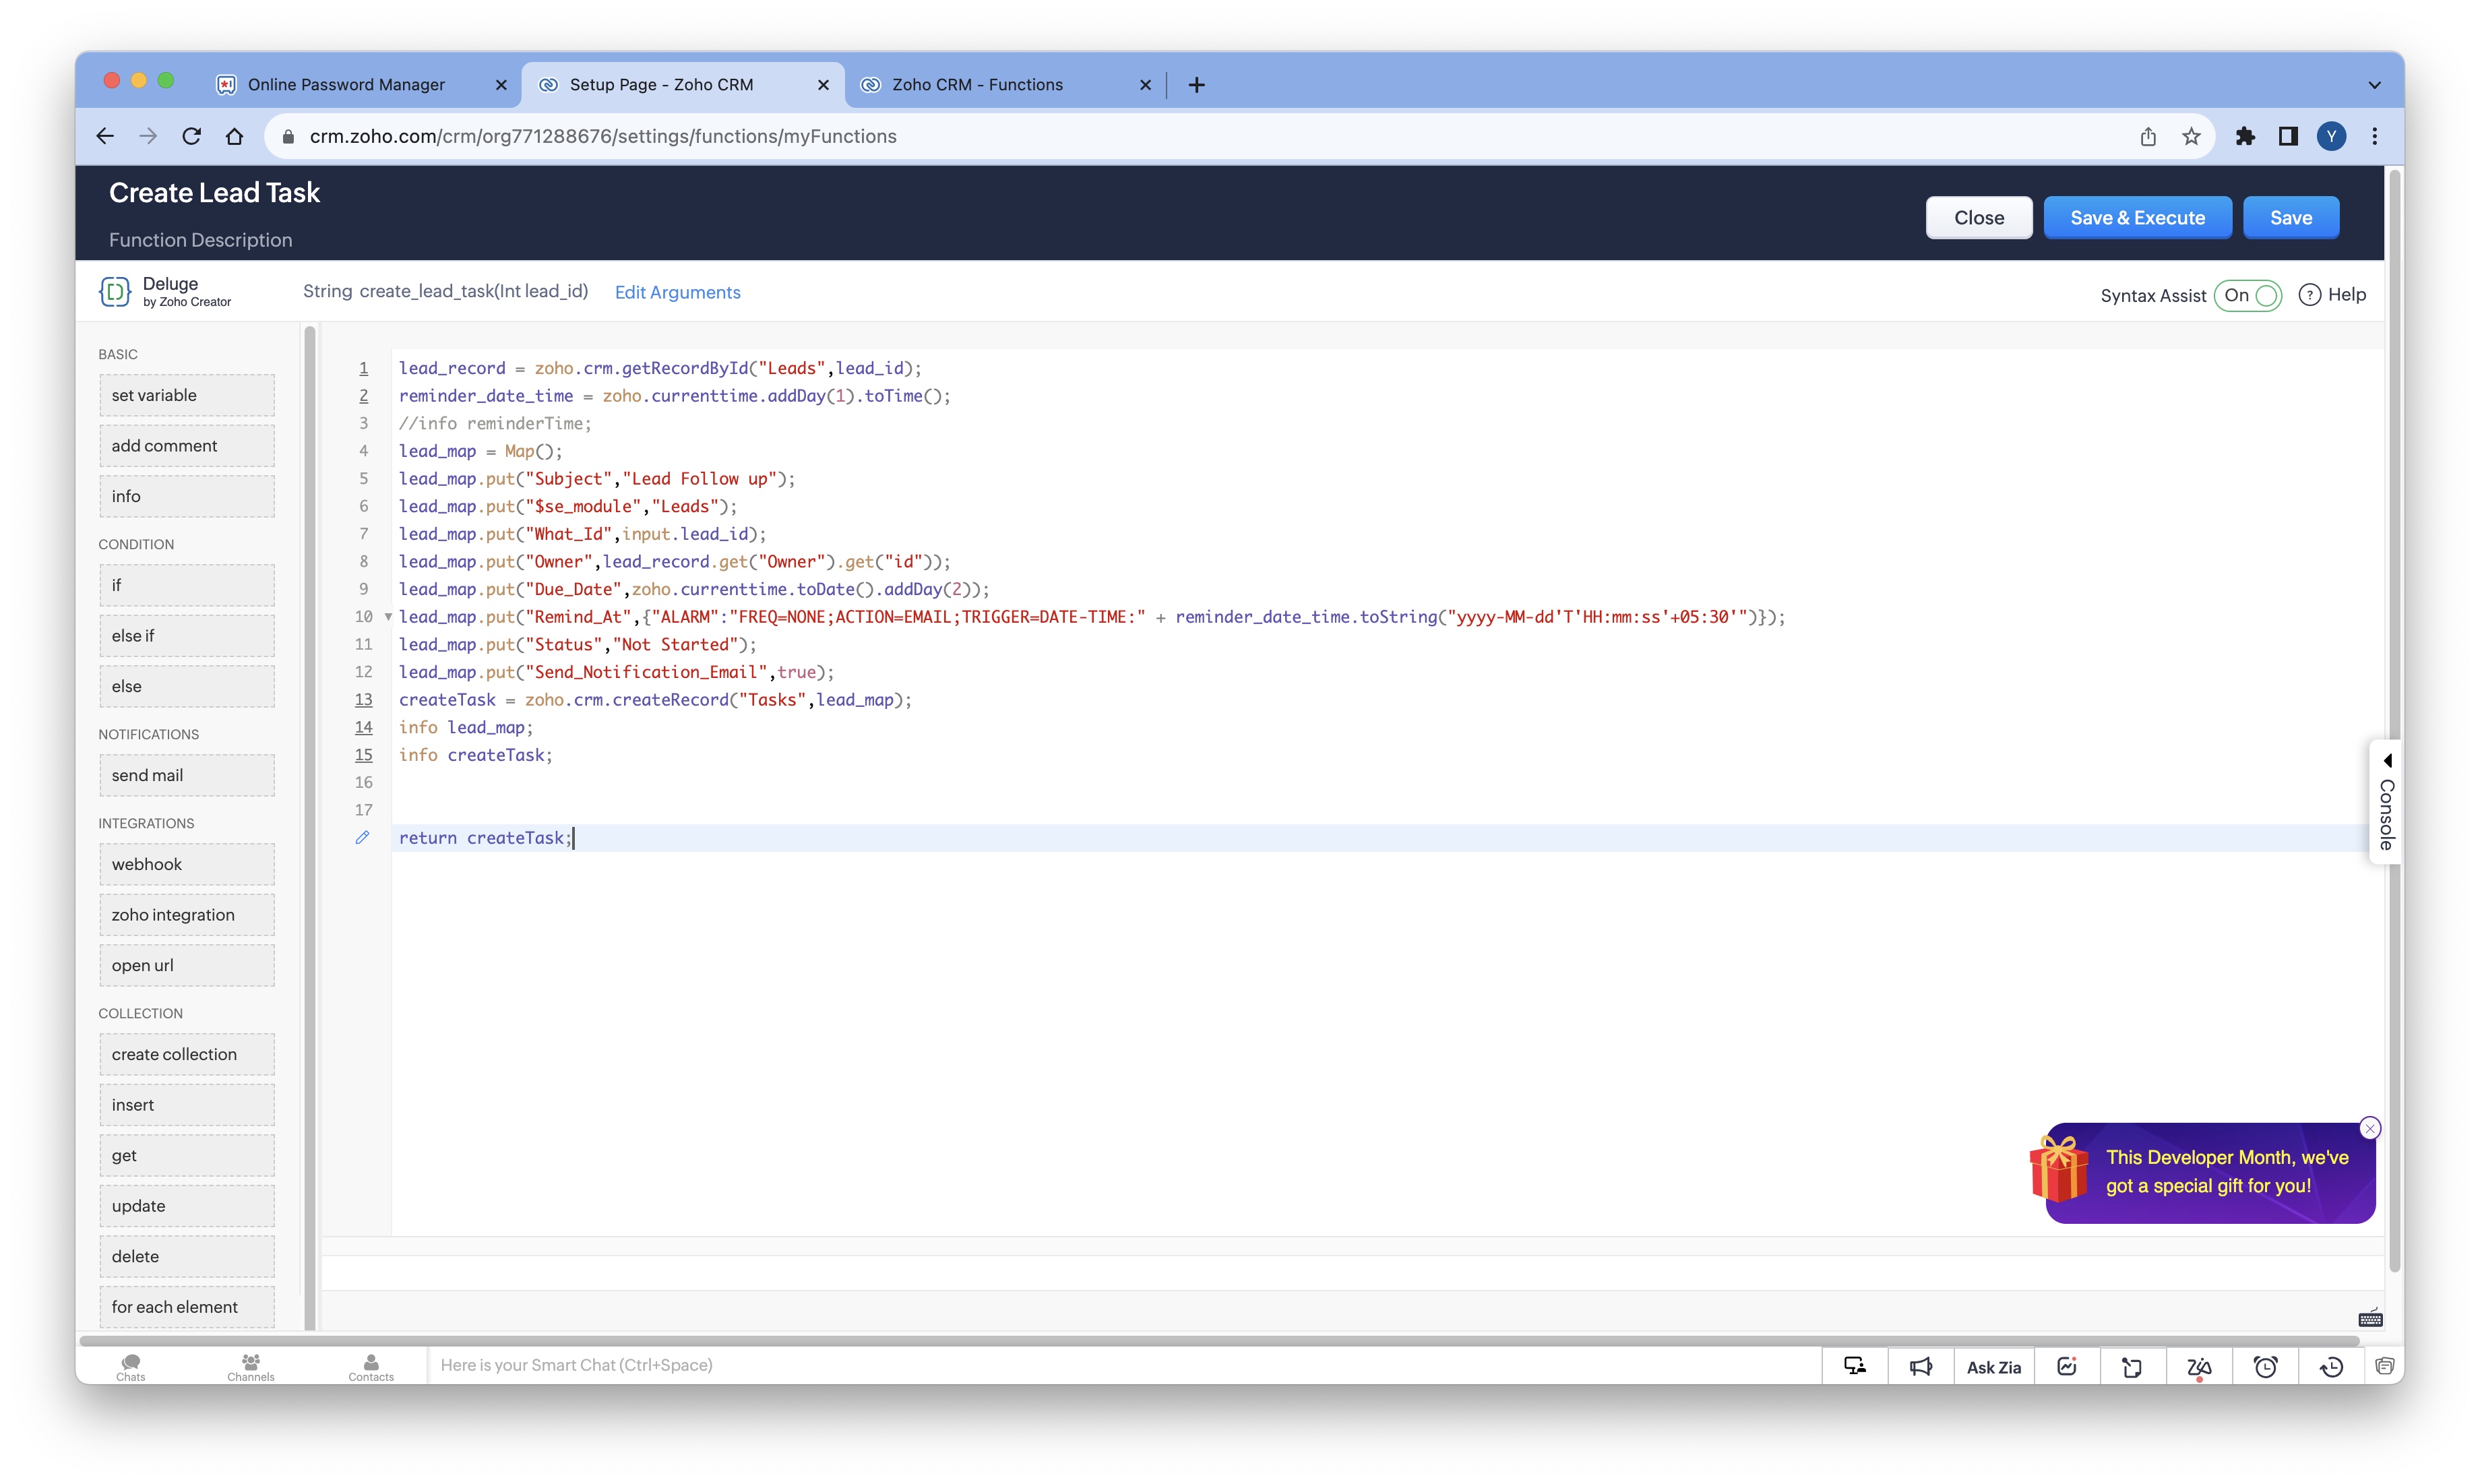 Online Password Manager
Setup Page - Zoho CRM
Zoho CRM - Functions
crm.zoho.com/crm/org771288676/settings/functions/myFunctions
Y
Create Lead Task
Function Description
Close
Save & Execute
Save
Deluge
by Zoho Creator
String create_lead_task(Int lead_id)
Edit Arguments
Syntax Assist
On
? Help
BASIC
set variable
add comment
info
CONDITION
if
else if
else
NOTIFICATIONS
send mail
INTEGRATIONS
webhook
zoho integration
open url
COLLECTION
create collection
insert
get
update
delete
for each element
1 lead_record = zoho.crm.getRecordById("Leads",lead_id);
2 reminder_date_time = zoho.currenttime.addDay(1).toTime();
3 //info reminderTime;
4 lead_map = Map();
5 lead_map.put("Subject","Lead Follow up");
6 lead_map.put("$se_module","Leads");
7 lead_map.put("What_Id",input.lead_id);
8 lead_map.put("Owner",lead_record.get("Owner").get("id"));
9 lead_map.put("Due_Date",zoho.currenttime.toDate().addDay(2));
10 lead_map.put("Remind_At",{"ALARM":"FREQ=NONE;ACTION=EMAIL;TRIGGER=DATE-TIME:" + reminder_date_time.toString("yyyy-MM-dd'T'HH:mm:ss'+05:30'")});
11 lead_map.put("Status","Not Started");
12 lead_map.put("Send_Notification_Email",true);
13 createTask = zoho.crm.createRecord("Tasks",lead_map);
14 info lead_map;
15 info createTask;
16
17
return createTask;
Console
This Developer Month, we've
got a special gift for you!
Chats
Channels
Contacts
Here is your Smart Chat (Ctrl+Space)
Ask Zia